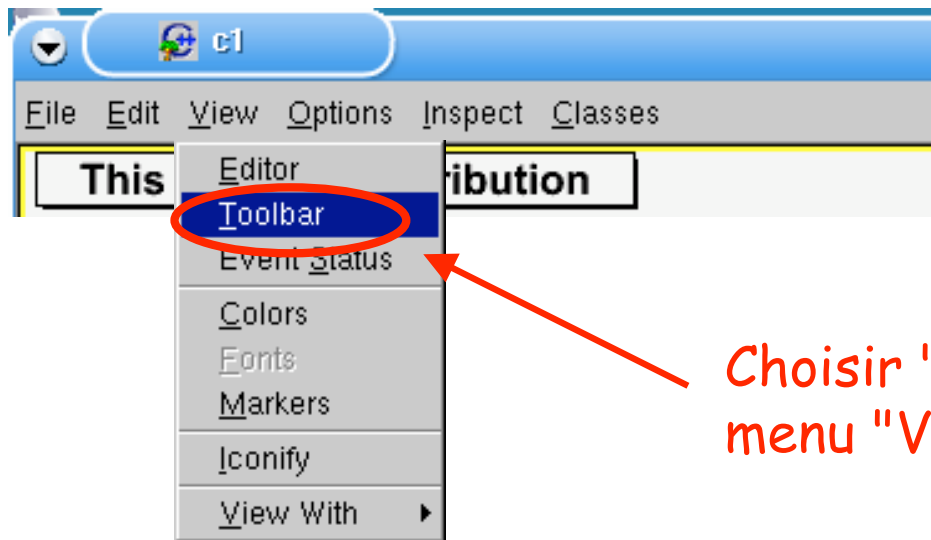 c1
File Edit View Options Inspect Classes
This ribution
Editor
Toolbar
Event Status
Colors
Fonts
Markers
Iconify
View With
Choisir "
menu "V